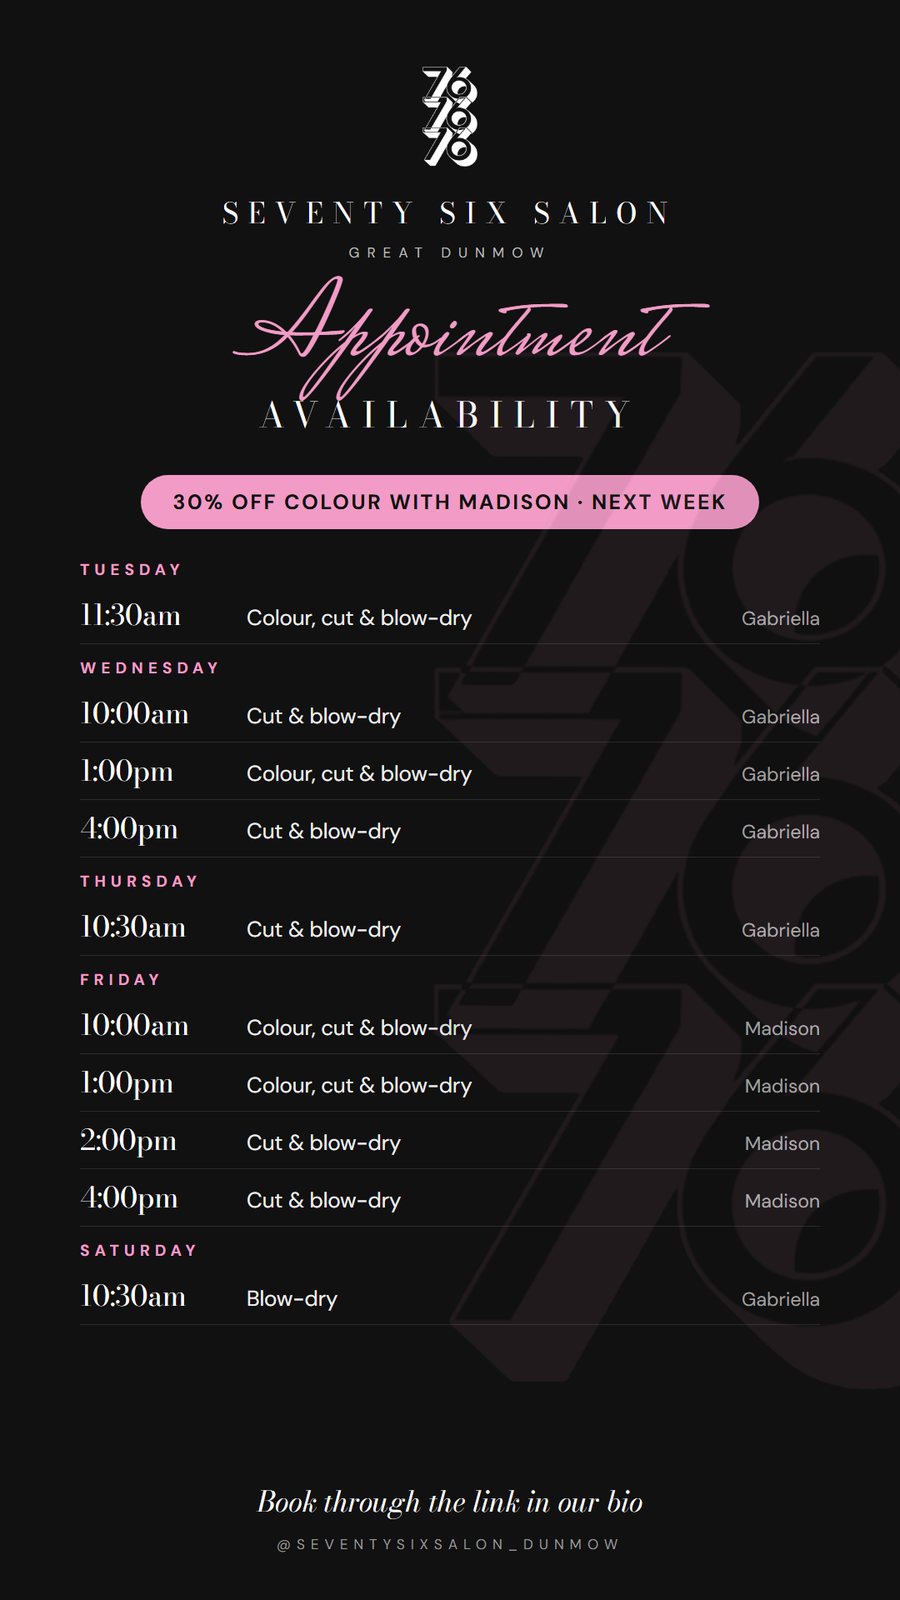 76
76
76
SEVENTY SIX SALON
GREAT DUNMOW
Appointment
AVAILABILITY
30% OFF COLOUR WITH MADISON · NEXT WEEK
TUESDAY
11:30am Colour, cut & blow-dry Gabriella
WEDNESDAY
10:00am Cut & blow-dry Gabriella
1:00pm Colour, cut & blow-dry Gabriella
4:00pm Cut & blow-dry Gabriella
THURSDAY
10:30am Cut & blow-dry Gabriella
FRIDAY
10:00am Colour, cut & blow-dry Madison
1:00pm Colour, cut & blow-dry Madison
2:00pm Cut & blow-dry Madison
4:00pm Cut & blow-dry Madison
SATURDAY
10:30am Blow-dry Gabriella
Book through the link in our bio
@SEVENTYSIXSALON_DUNMOW